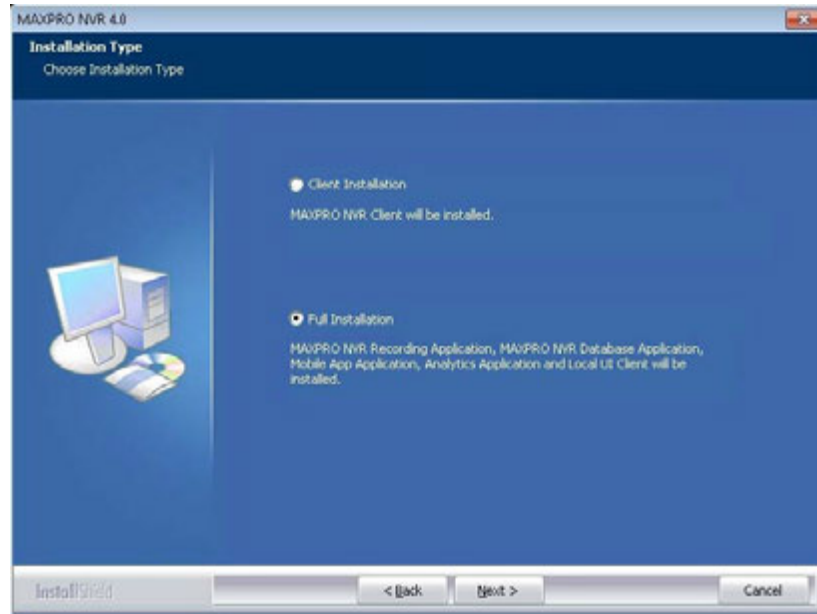 MAXPRO NVR 4.0
Installation Type
Choose Installation Type
Client Installation
MAXPRO NVR Client will be installed.
Full Installation
MAXPRO NVR Recording Application, MAXPRO NVR Database Application,
Mobile App Application, Analytics Application and Local UI Client will be
installed.
InstallShield
< Back
Next >
Cancel